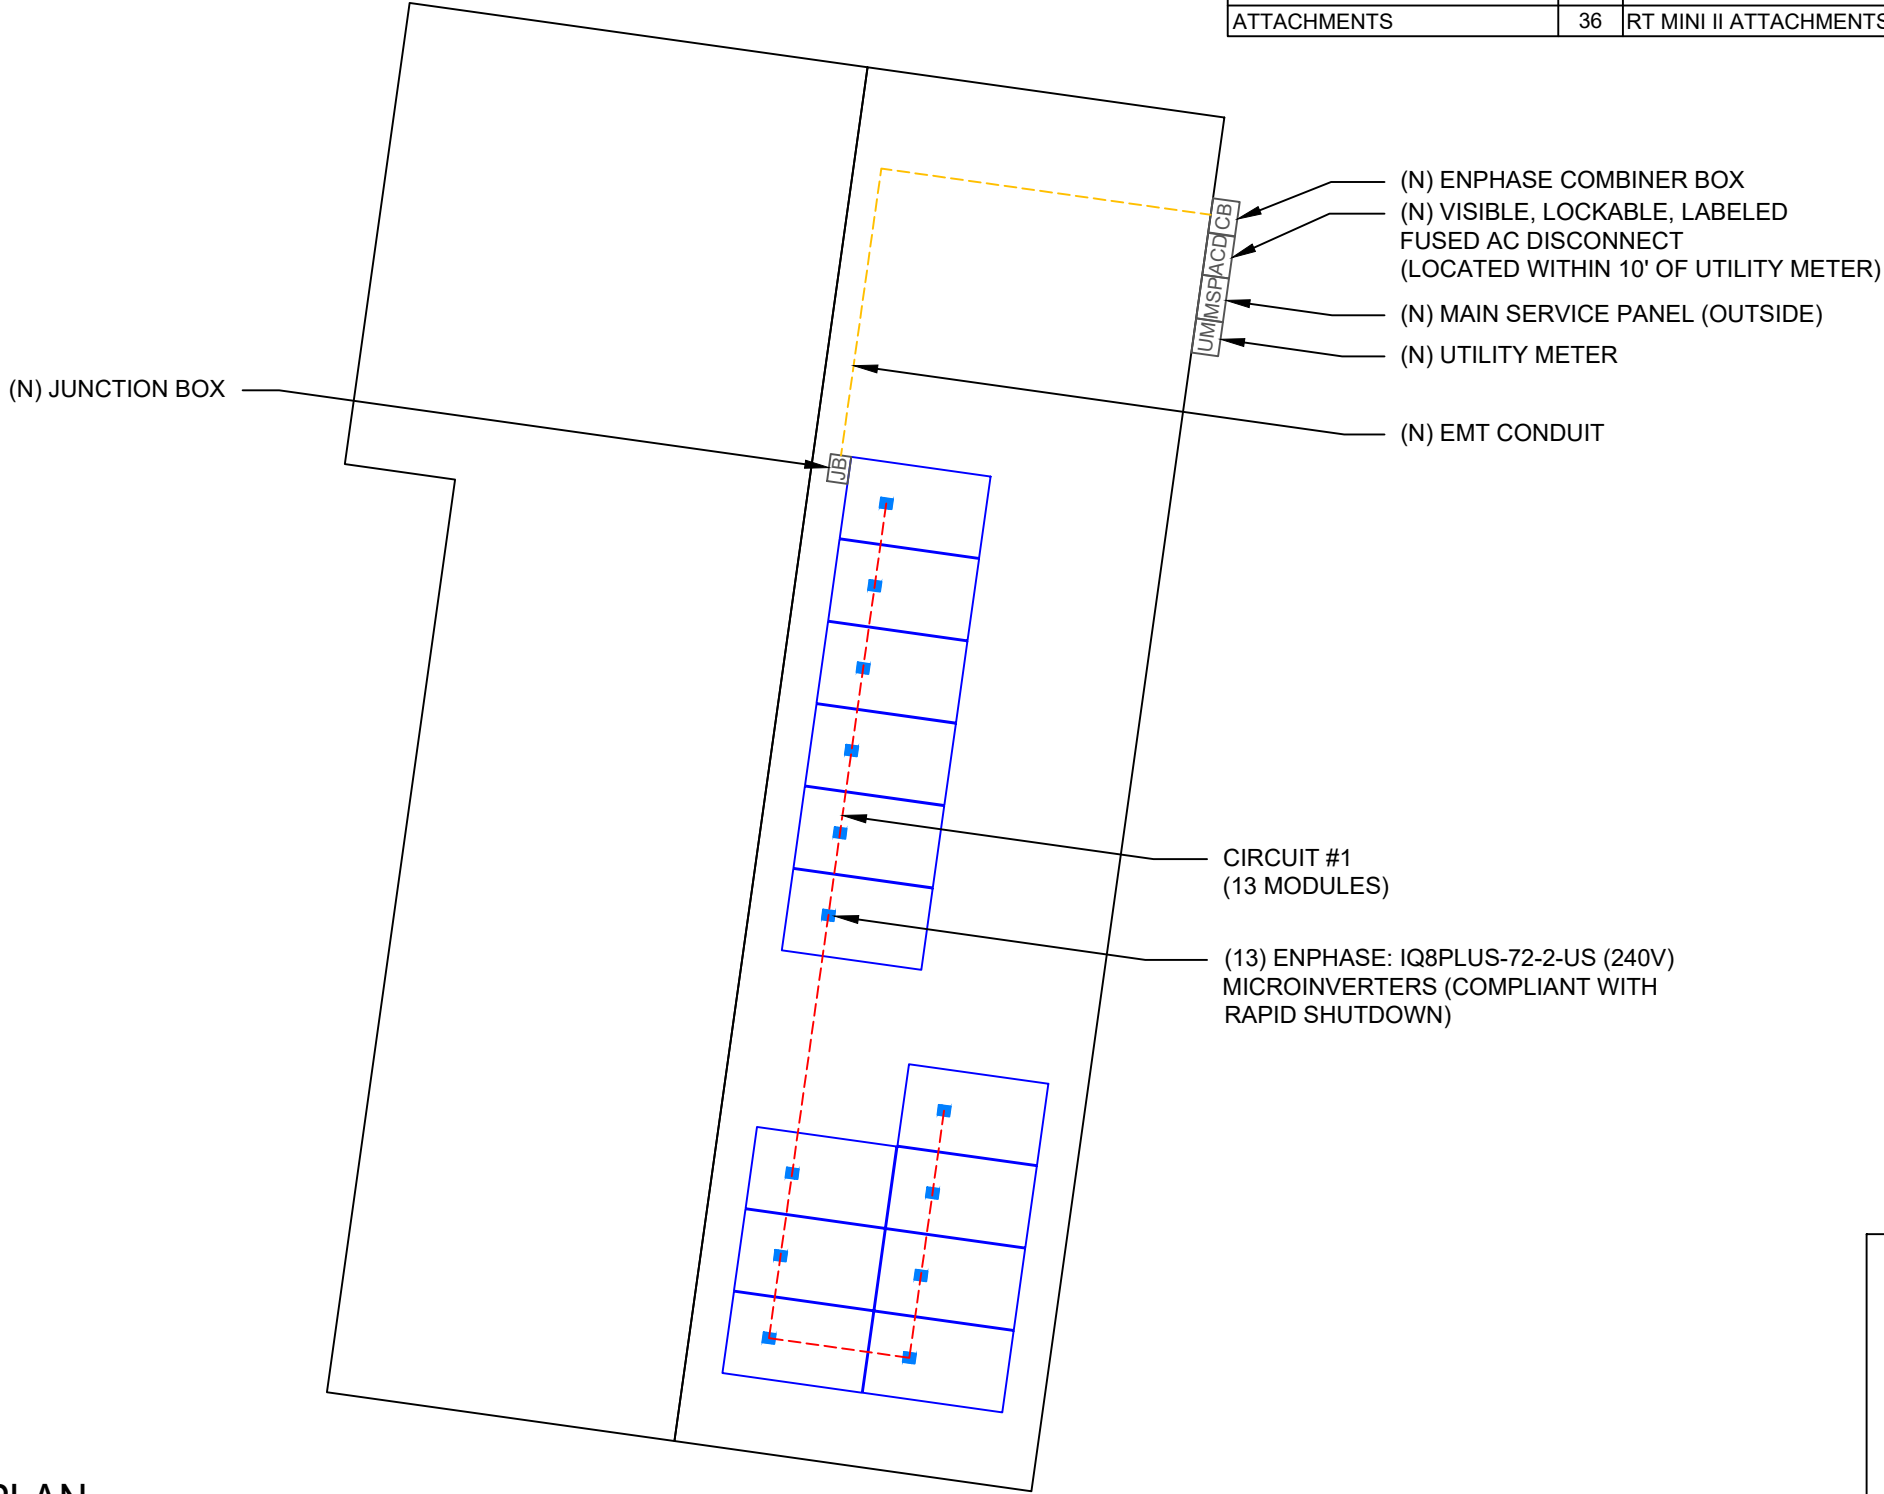 ATTACHMENTS 36 RT MINI II ATTACHMENTS
(N) ENPHASE COMBINER BOX
(N) VISIBLE, LOCKABLE, LABELED
FUSED AC DISCONNECT
(LOCATED WITHIN 10' OF UTILITY METER)
(N) MAIN SERVICE PANEL (OUTSIDE)
(N) UTILITY METER
CB
ACD
MSP
UM
(N) JUNCTION BOX
(N) EMT CONDUIT
JB
CIRCUIT #1
(13 MODULES)
(13) ENPHASE: IQ8PLUS-72-2-US (240V)
MICROINVERTERS (COMPLIANT WITH
RAPID SHUTDOWN)
PLAN